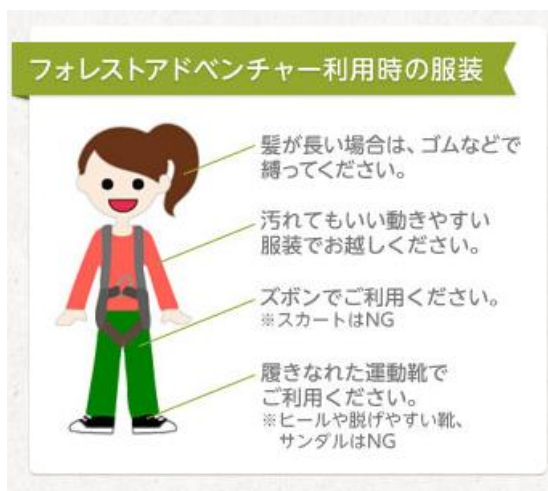 フォレストアドベンチャー利用時の服装
髪が長い場合は、ゴムなどで
縛ってください。
汚れてもいい動きやすい
服装でお越しください。
ズボンでご利用ください。
※スカートはNG
履きなれた運動靴で
ご利用ください。
※ヒールや脱げやすい靴、
サンダルはNG